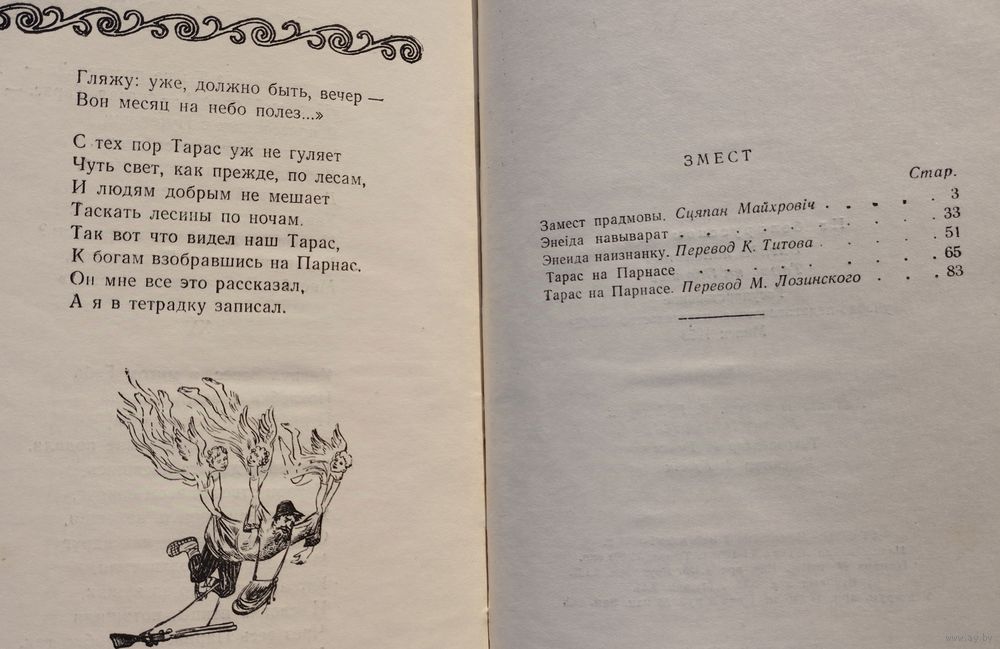 Гляжу: уже, должно быть, вечер —
Вон месяц на небо полез...»
С тех пор Тарас уж не гуляет
Чуть свет, как прежде, по лесам,
И людям добрым не мешает
Таскать лесины по ночам.
Так вот что видел наш Тарас,
К богам взобравшись на Парнас.
Он мне все это рассказал,
А я в тетрадку записал.
ЗМЕСТ
Стар.
Замест прадмовы. Сцяпан Майхровіч . . . . . 3
Энеіда навыварат . . . . . . . 33
Энеида наизнанку. Перевод К. Титова . . . . 51
Тарас на Парнасе . . . . . . . . 65
Тарас на Парнасе. Перевод М. Лозинского . . . 83
www.ay.by